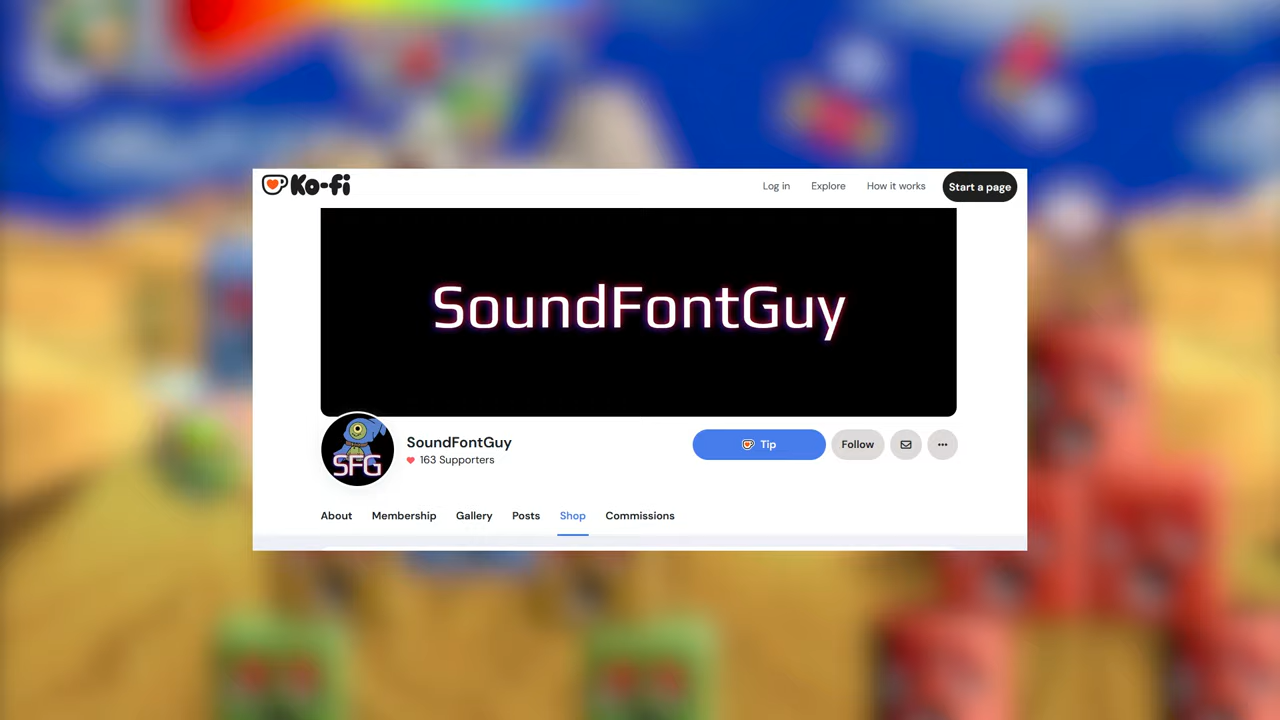 Ko-fi
Log in Explore How it works Start a page
SoundFontGuy
SFG
SoundFontGuy
163 Supporters
Tip Follow
About Membership Gallery Posts Shop Commissions